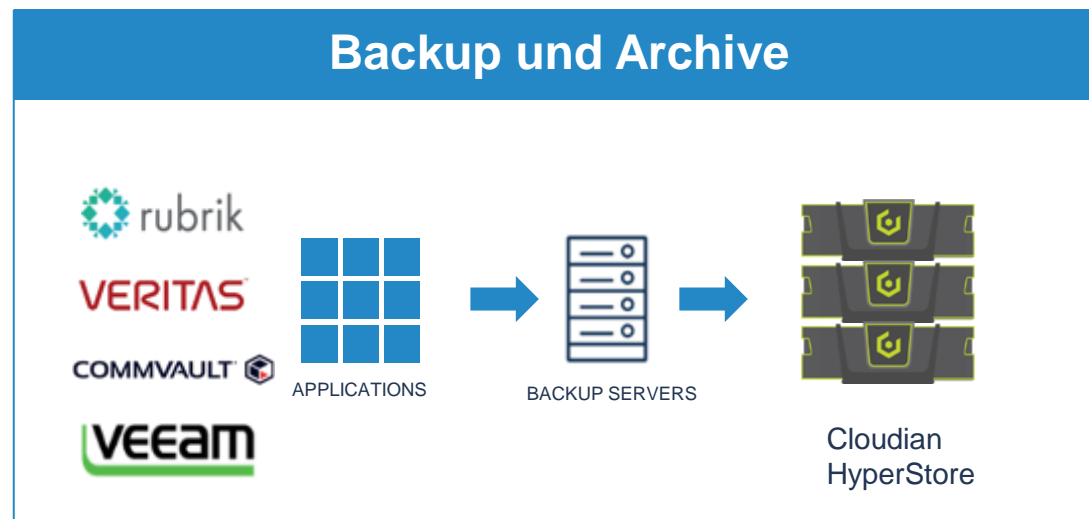 Backup und Archive
rubrik
VERITAS
COMMVAULT
veeam
APPLICATIONS
BACKUP SERVERS
Cloudian
HyperStore